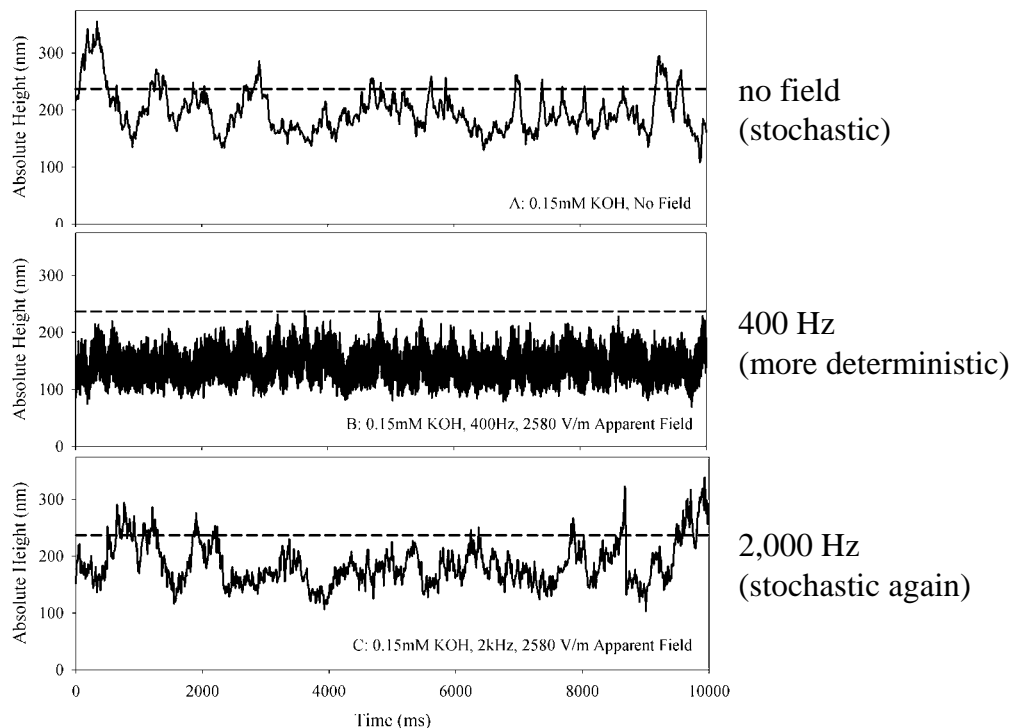 Absolute Height (nm)
300
200
100
0
A: 0.15mM KOH, No Field
no field
(stochastic)
Absolute Height (nm)
300
200
100
0
B: 0.15mM KOH, 400Hz, 2580 V/m Apparent Field
400 Hz
(more deterministic)
Absolute Height (nm)
300
200
100
0
C: 0.15mM KOH, 2kHz, 2580 V/m Apparent Field
2,000 Hz
(stochastic again)
0 2000 4000 6000 8000 10000
Time (ms)